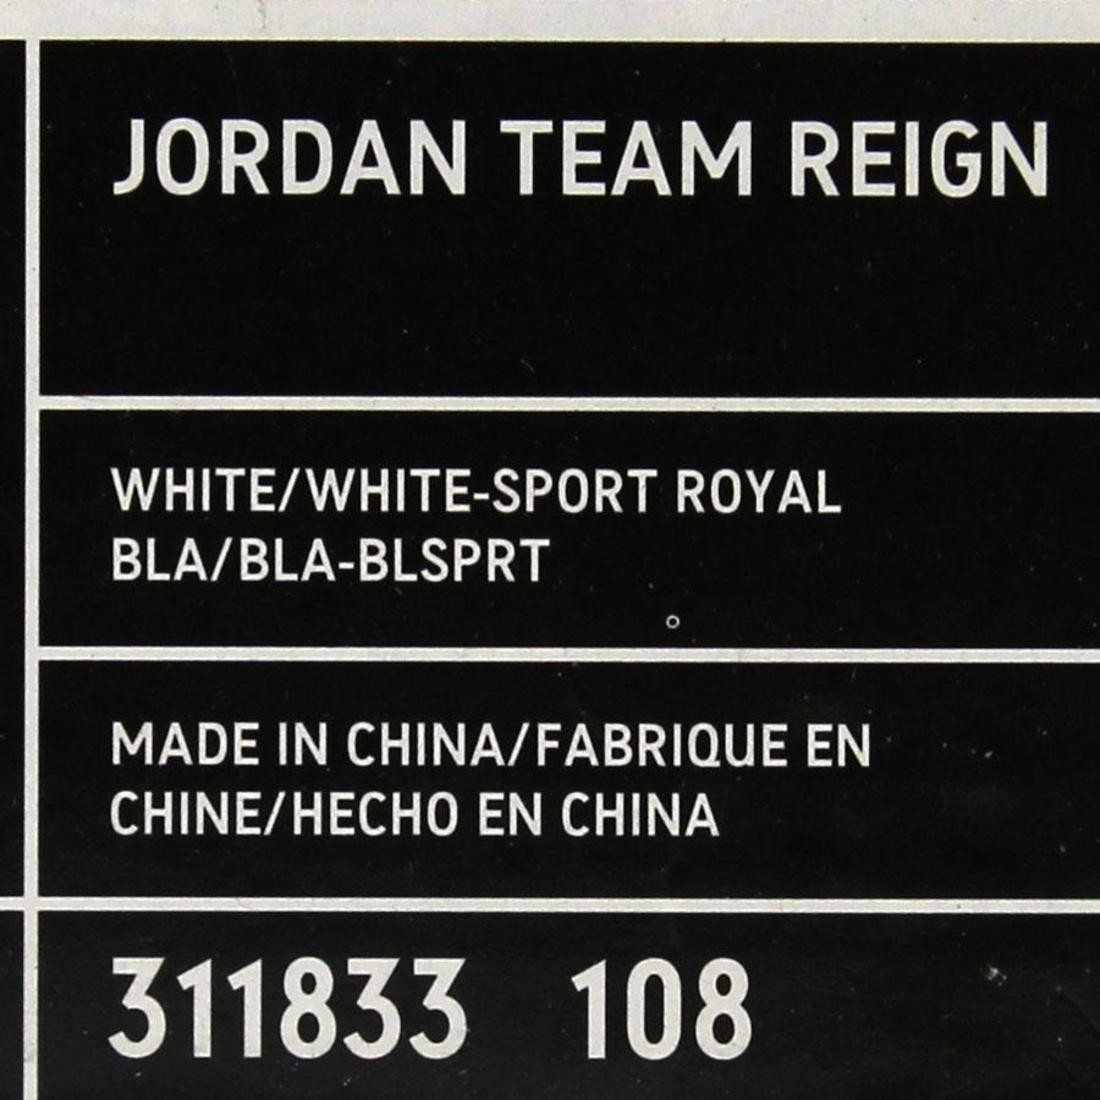 JORDAN TEAM REIGN
WHITE/WHITE-SPORT ROYAL
BLA/BLA-BLSPRT
MADE IN CHINA/FABRIQUE EN
CHINE/HECHO EN CHINA
311833 108